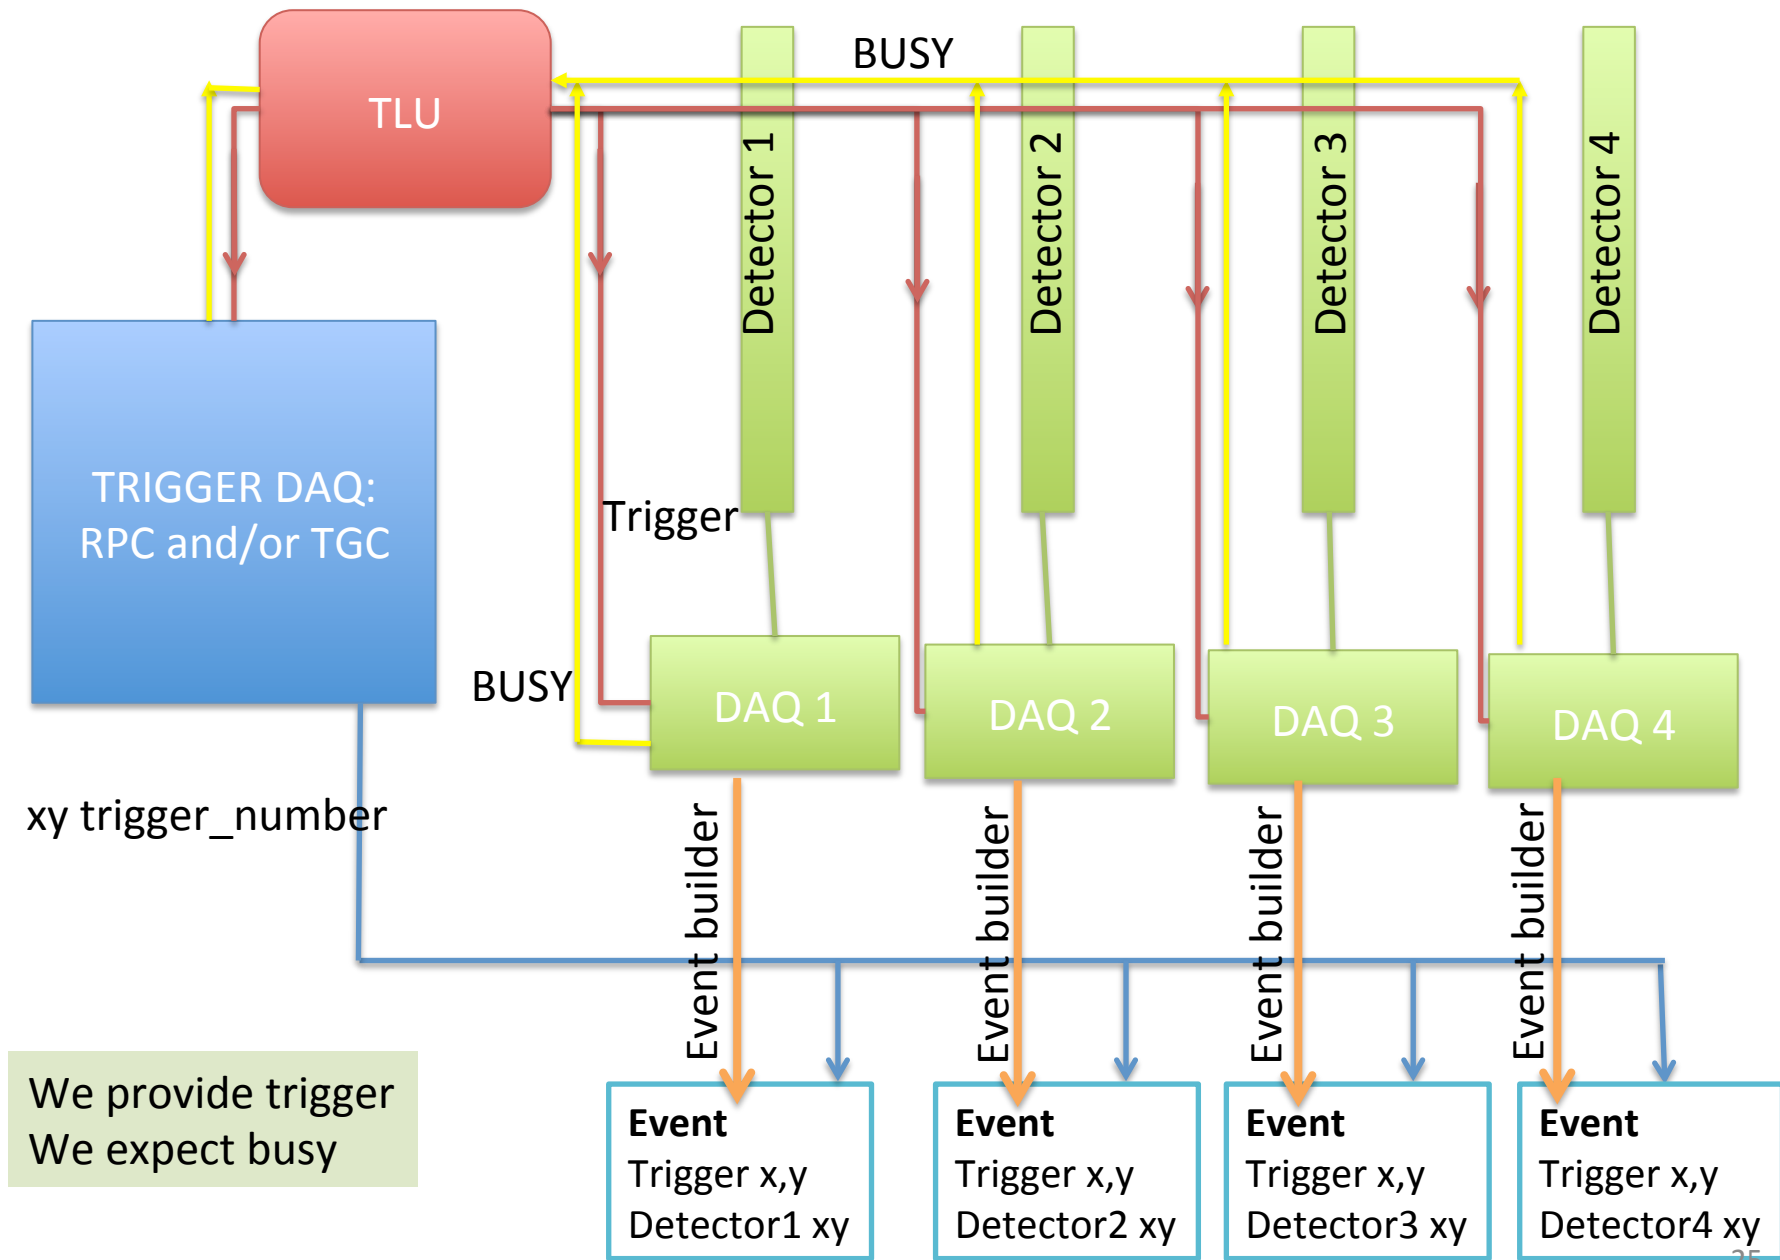 TLU
BUSY
Detector 1
Detector 2
Detector 3
Detector 4
TRIGGER DAQ:
RPC and/or TGC
Trigger
BUSY
DAQ 1
DAQ 2
DAQ 3
DAQ 4
xy trigger_number
Event builder
Event builder
Event builder
Event builder
We provide trigger
We expect busy
Event
Trigger x,y
Detector1 xy
Event
Trigger x,y
Detector2 xy
Event
Trigger x,y
Detector3 xy
Event
Trigger x,y
Detector4 xy